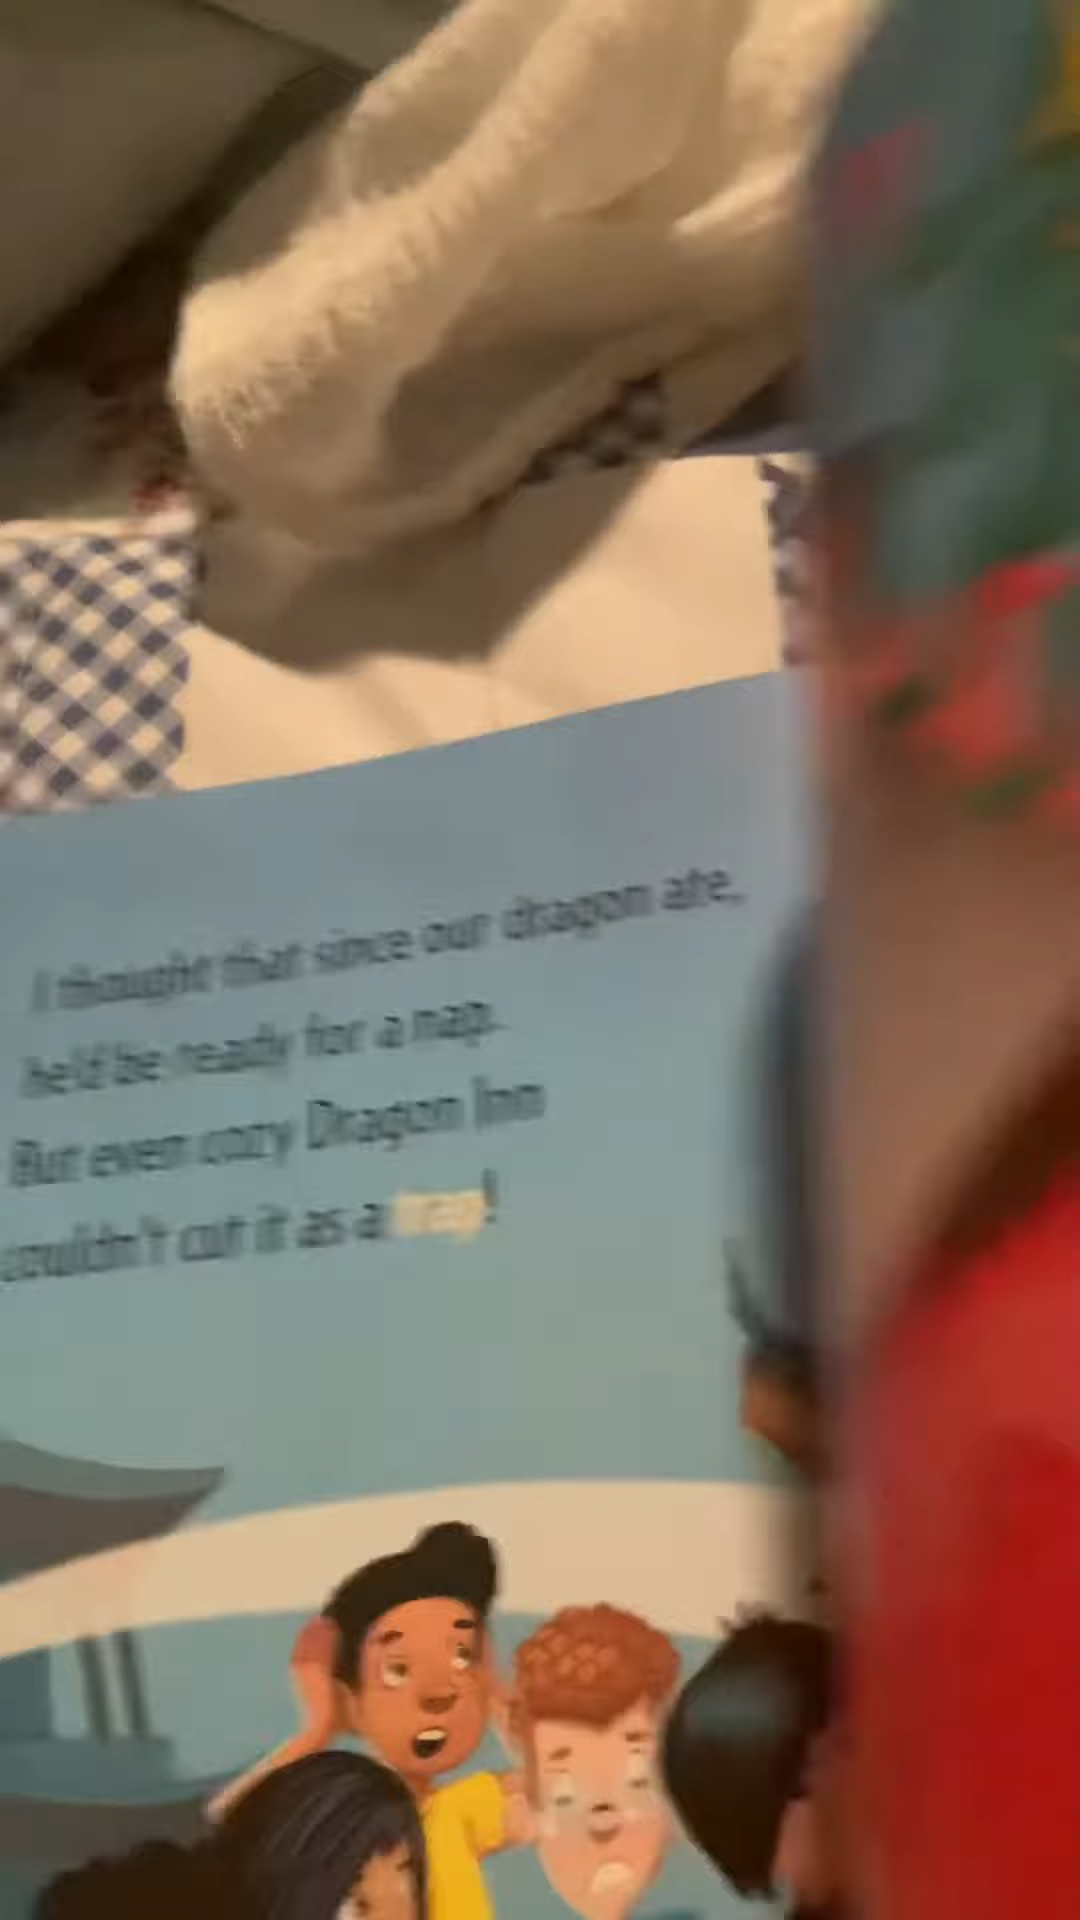 I thought that since our dragon ate,
he'd be ready for a nap.
But even cozy Dragon Inn
couldn't cut it as a trap!